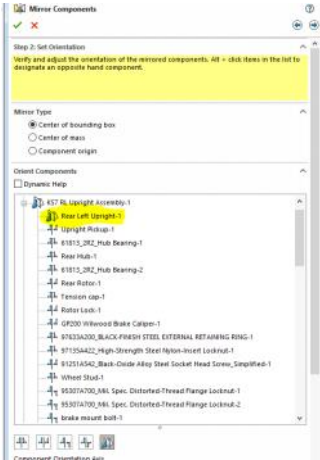 Mirror Components
Step 2: Set Orientation
Verify and adjust the orientation of the mirrored components. Alt + click items in the list to
designate an opposite hand component.
Mirror Type
Center of bounding box
Center of mass
Component origin
Orient Components
Dynamic Help
KS7 RL Upright Assembly-1
Rear Left Upright-1
Upright Pickup-1
61815_2RZ_Hub Bearing-1
Rear Hub-1
61815_2RZ_Hub Bearing-2
Rear Rotor-1
Tension cap-1
Rotor Lock-1
GP200 Wilwood Brake Caliper-1
97633A200_BLACK-FINISH STEEL EXTERNAL RETAINING RING-1
97135A422_High-Strength Steel Nylon-Insert Locknut-1
91251A542_Black-Oxide Alloy Steel Socket Head Screw_Simplified-1
Wheel Stud-1
95307A700_Mil. Spec. Distorted-Thread Flange Locknut-1
95307A700_Mil. Spec. Distorted-Thread Flange Locknut-2
brake mount bolt-1
Component Orientation Axis